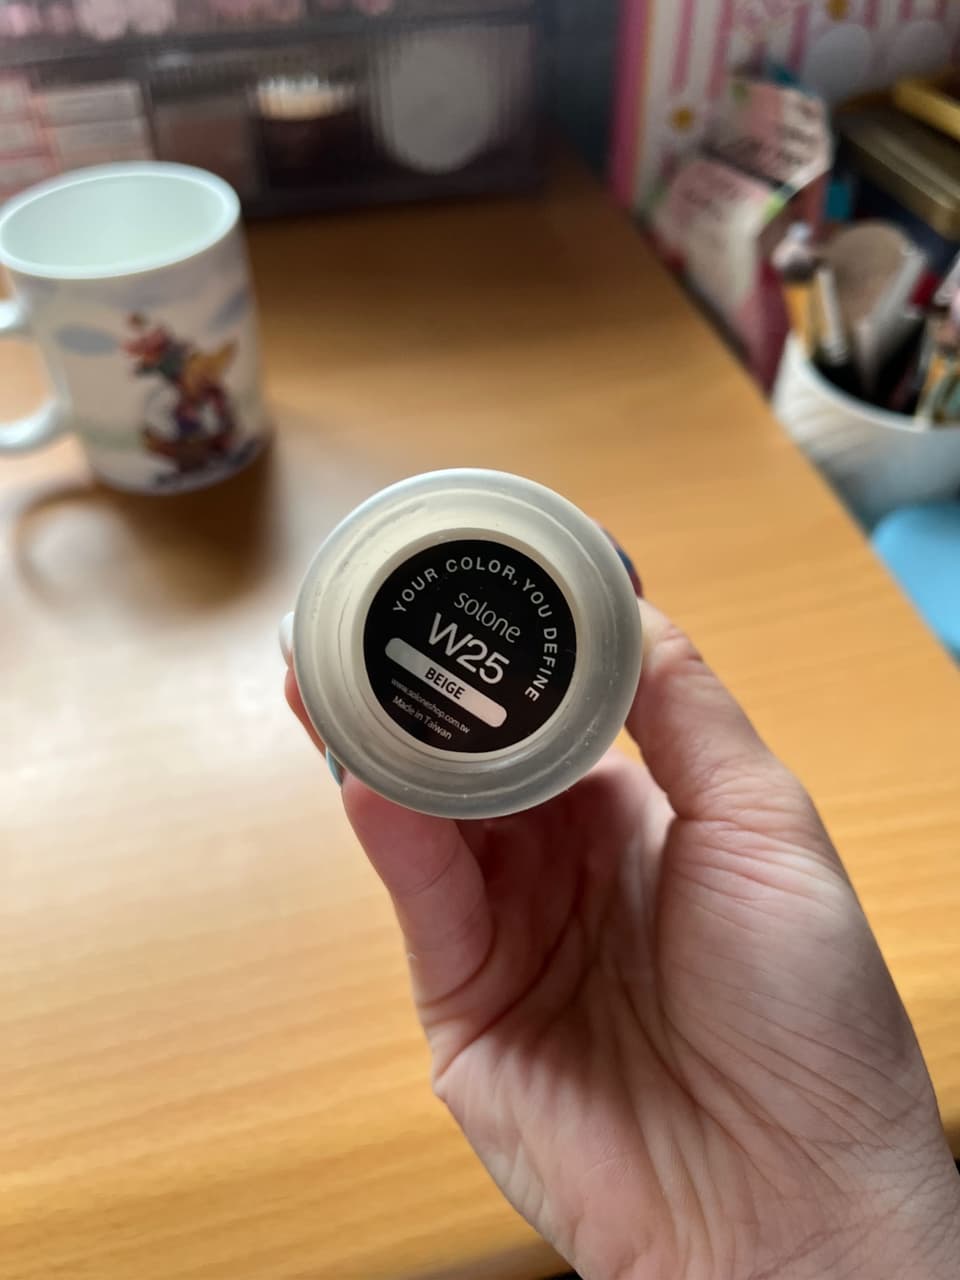 YOUR COLOR, YOU DEFINE
solone
W25
BEIGE
www.soloneshop.com.tw
Made in Taiwan